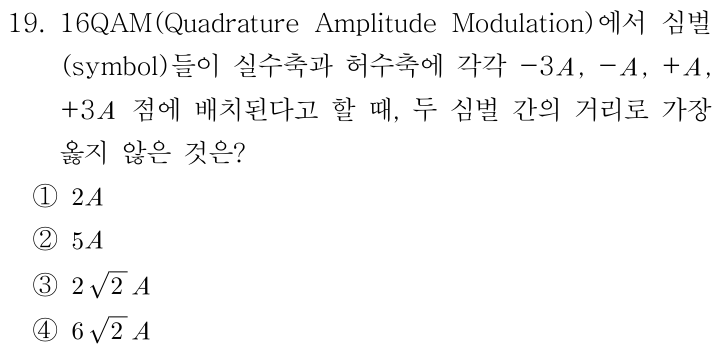 19. 16QAM(Quadrature Amplitude Modulation)에서 심벌
(symbol)들이 실수축과 허수축에 각각 −3A, −A, +A,
+3A 점에 배치된다고 할 때, 두 심벌 간의 거리로 가장
옳지 않은 것은?
① 2A
② 5A
③ 2√2 A
④ 6√2 A